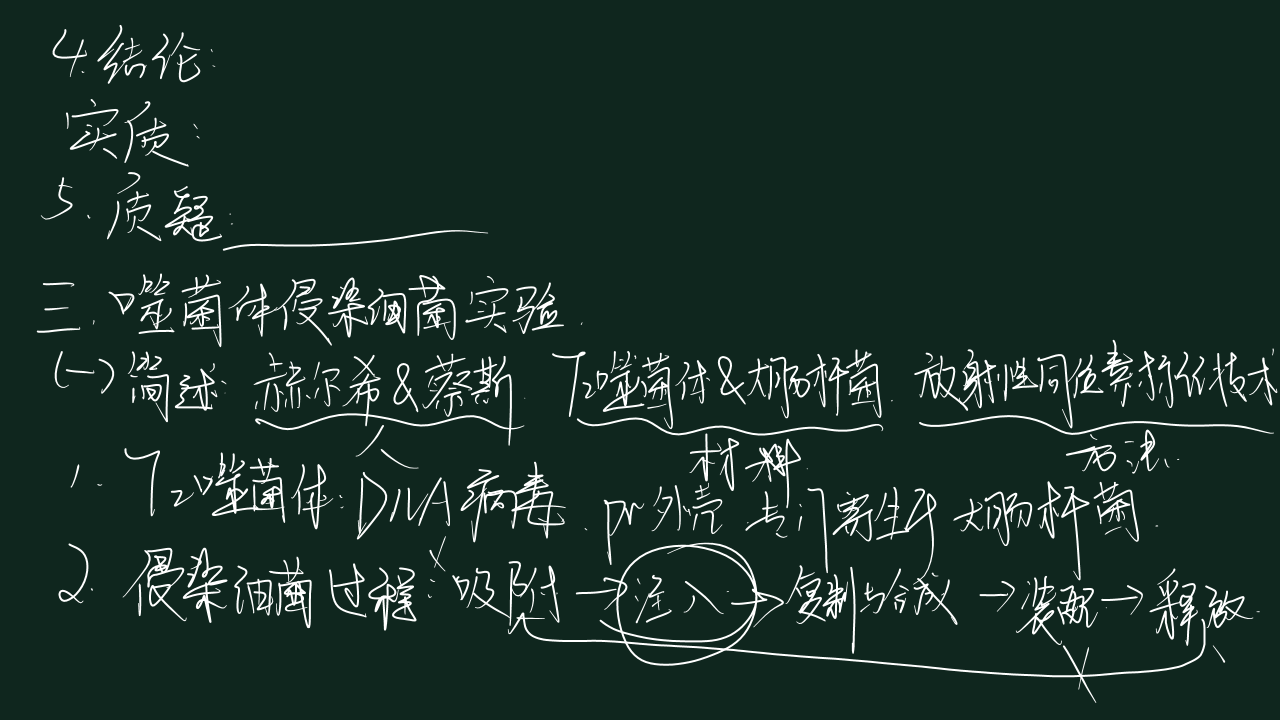 4.结论:
实质:
5.质疑:
三.噬菌体侵染细菌实验.
(一)简述:赫尔希&蔡斯. T2噬菌体&大肠杆菌. 放射性同位素标记技术
人 材料. 方法.
1. T2噬菌体:DNA病毒.pr外壳 专门寄生于大肠杆菌.
2. 侵染细菌过程:吸附→注入→复制与合成→装配→释放.